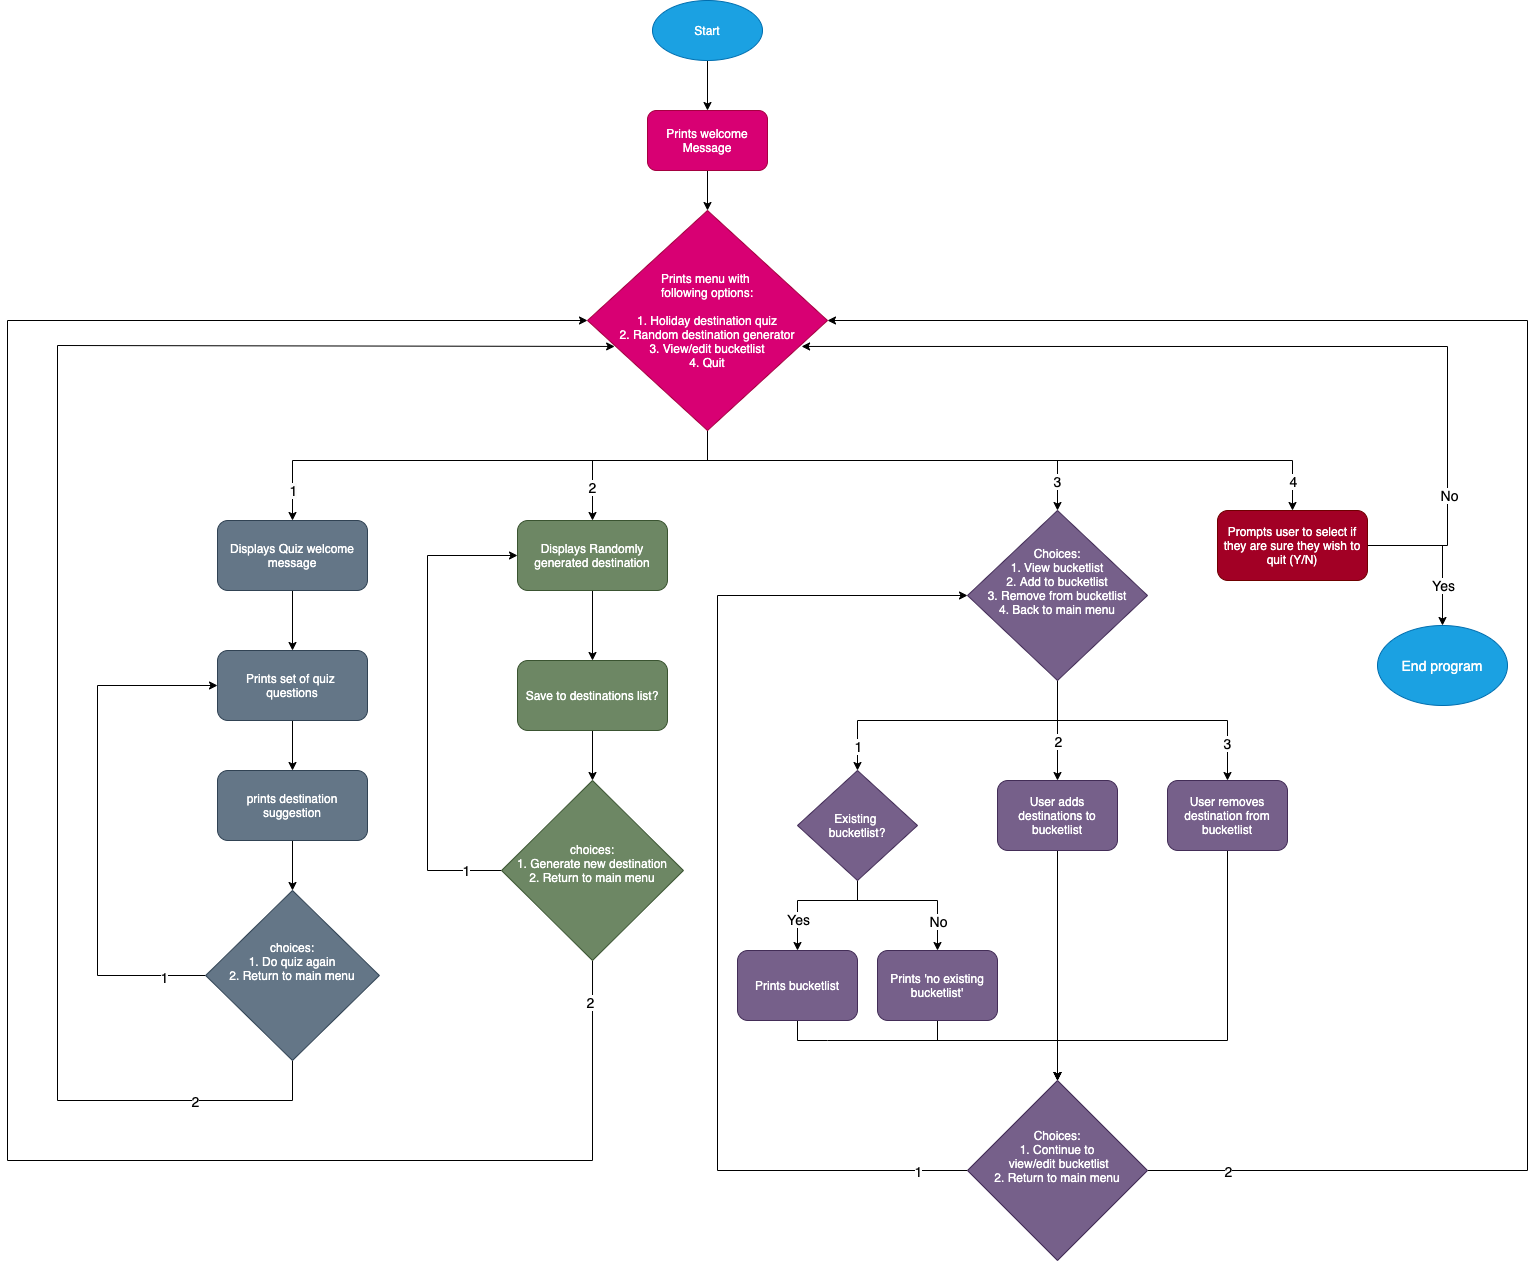 Start
Prints welcome
Message
Prints menu with
following options:
1. Holiday destination quiz
2. Random destination generator
3. View/edit bucketlist
4. Quit
1
2
3
4
No
Yes
End program
Displays Quiz welcome
message
Prints set of quiz
questions
prints destination
suggestion
choices:
1. Do quiz again
2. Return to main menu
1
2
Displays Randomly
generated destination
Save to destinations list?
choices:
1. Generate new destination
2. Return to main menu
1
2
Choices:
1. View bucketlist
2. Add to bucketlist
3. Remove from bucketlist
4. Back to main menu
Prompts user to select if
they are sure they wish to
quit (Y/N)
1
2
3
Existing
bucketlist?
User adds
destinations to
bucketlist
User removes
destination from
bucketlist
Yes
No
Prints bucketlist
Prints 'no existing
bucketlist'
Choices:
1. Continue to
view/edit bucketlist
2. Return to main menu
1
2